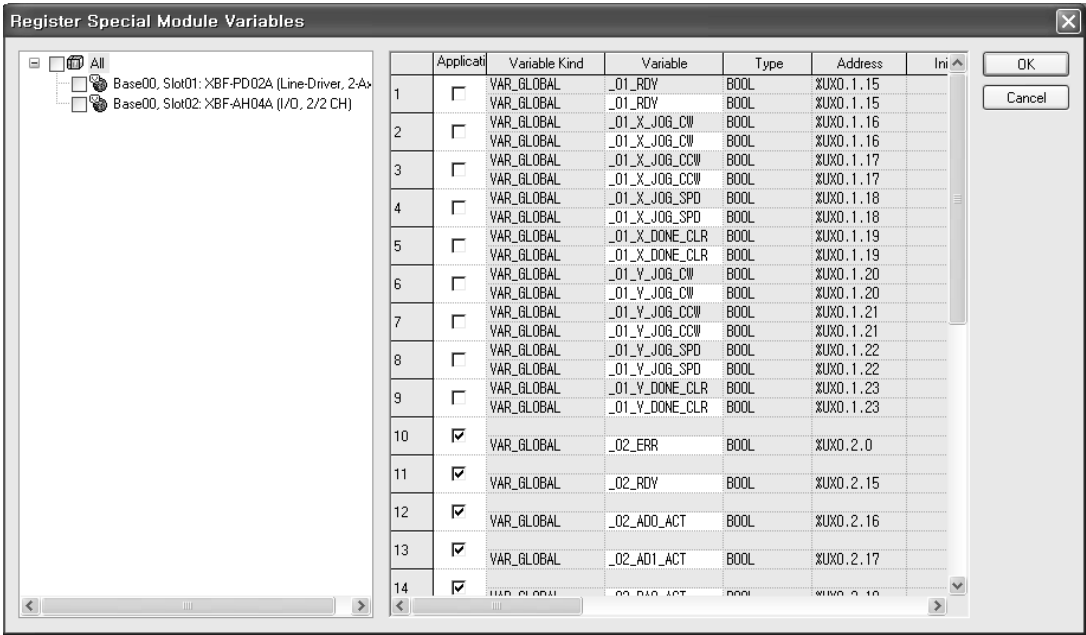 Register Special Module Variables
All
Base00, Slot01: XBF-PD02A (Line-Driver, 2-Ax
Base00, Slot02: XBF-AH04A (I/O, 2/2 CH)
Applicati Variable Kind Variable Type Address Ini
1 VAR_GLOBAL _01_RDY BOOL %UX0.1.15
VAR_GLOBAL _01_RDY BOOL %UX0.1.15
2 VAR_GLOBAL _01_X_JOG_CW BOOL %UX0.1.16
VAR_GLOBAL _01_X_JOG_CW BOOL %UX0.1.16
3 VAR_GLOBAL _01_X_JOG_CCW BOOL %UX0.1.17
VAR_GLOBAL _01_X_JOG_CCW BOOL %UX0.1.17
4 VAR_GLOBAL _01_X_JOG_SPD BOOL %UX0.1.18
VAR_GLOBAL _01_X_JOG_SPD BOOL %UX0.1.18
5 VAR_GLOBAL _01_X_DONE_CLR BOOL %UX0.1.19
VAR_GLOBAL _01_X_DONE_CLR BOOL %UX0.1.19
6 VAR_GLOBAL _01_Y_JOG_CW BOOL %UX0.1.20
VAR_GLOBAL _01_Y_JOG_CW BOOL %UX0.1.20
7 VAR_GLOBAL _01_Y_JOG_CCW BOOL %UX0.1.21
VAR_GLOBAL _01_Y_JOG_CCW BOOL %UX0.1.21
8 VAR_GLOBAL _01_Y_JOG_SPD BOOL %UX0.1.22
VAR_GLOBAL _01_Y_JOG_SPD BOOL %UX0.1.22
9 VAR_GLOBAL _01_Y_DONE_CLR BOOL %UX0.1.23
VAR_GLOBAL _01_Y_DONE_CLR BOOL %UX0.1.23
10 VAR_GLOBAL _02_ERR BOOL %UX0.2.0
11 VAR_GLOBAL _02_RDY BOOL %UX0.2.15
12 VAR_GLOBAL _02_AD0_ACT BOOL %UX0.2.16
13 VAR_GLOBAL _02_AD1_ACT BOOL %UX0.2.17
14
OK
Cancel